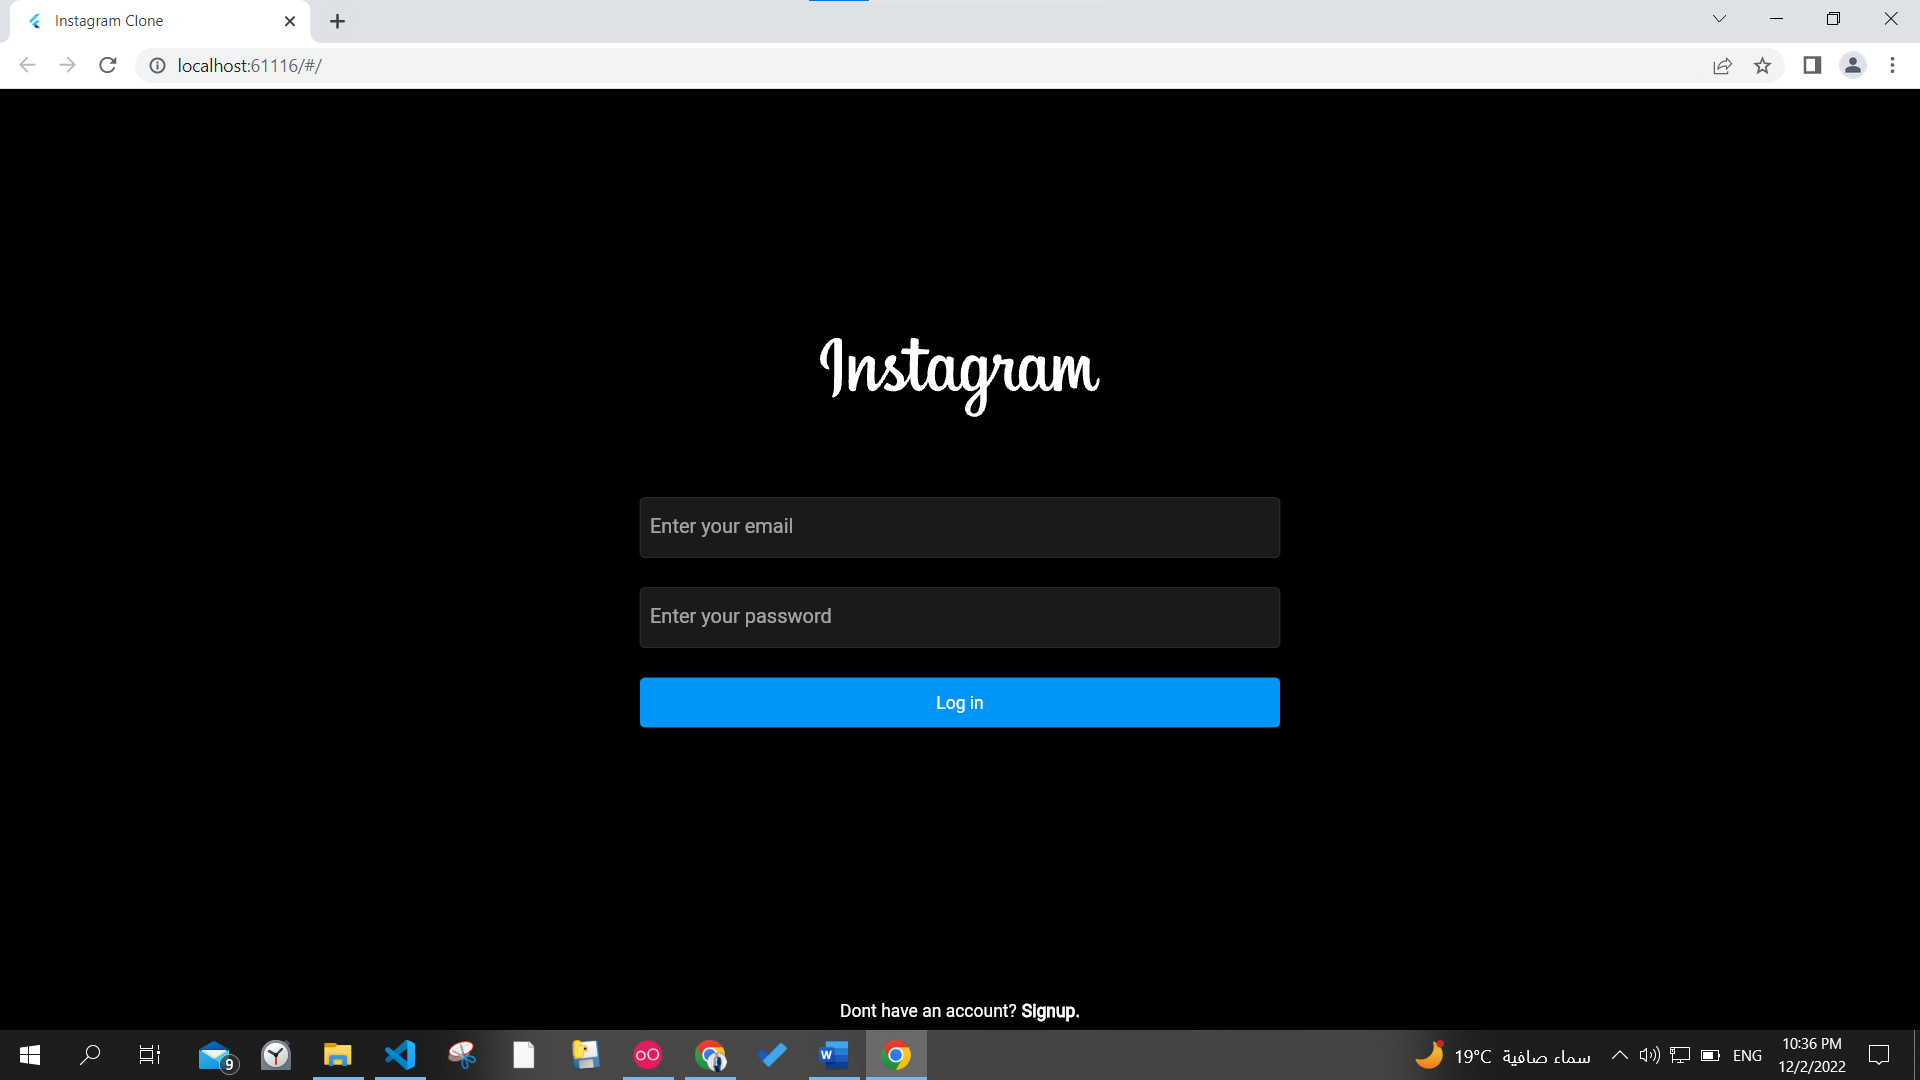 Instagram Clone
localhost:61116/#/
Instagram
Enter your email
Enter your password
Log in
Dont have an account? Signup.
9
19°C سماء صافية
ENG
10:36 PM
12/2/2022